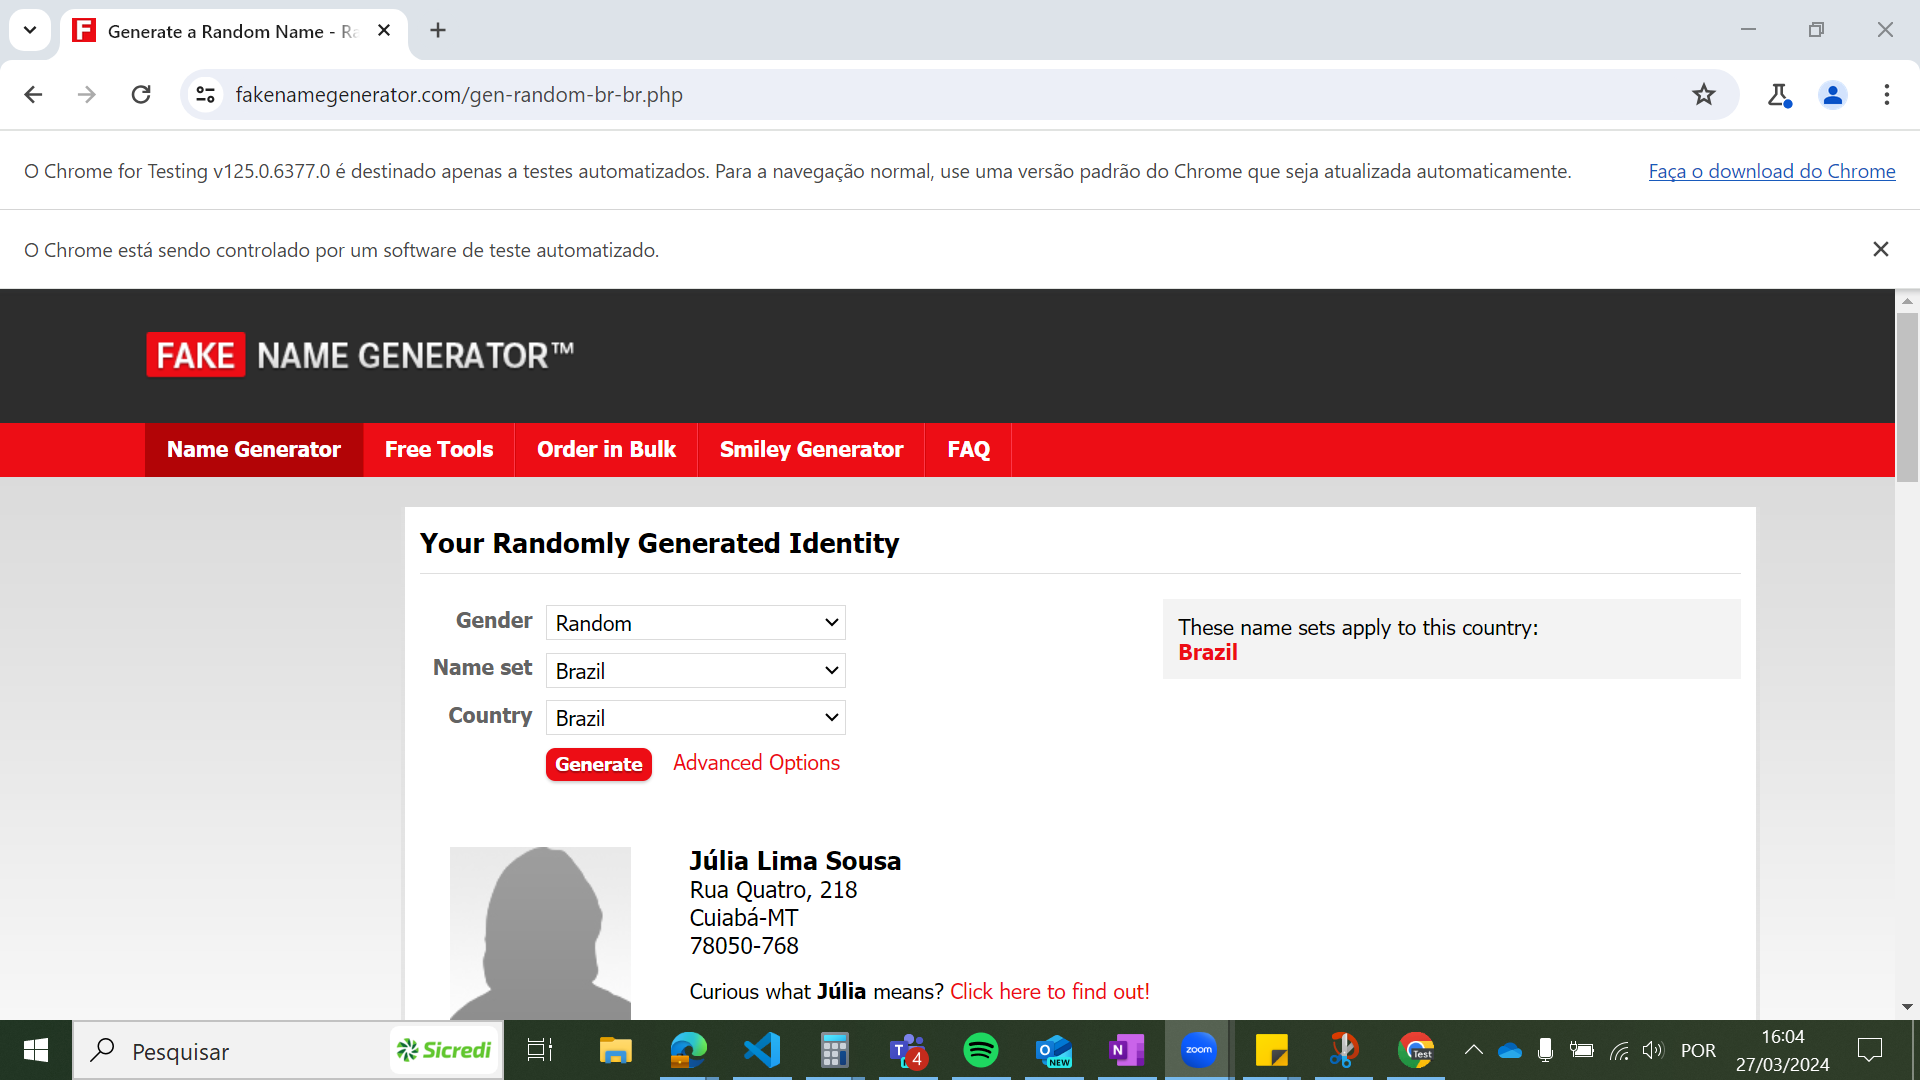 Generate a Random Name - Ra
fakenamegenerator.com/gen-random-br-br.php
O Chrome for Testing v125.0.6377.0 é destinado apenas a testes automatizados. Para a navegação normal, use uma versão padrão do Chrome que seja atualizada automaticamente.
Faça o download do Chrome
O Chrome está sendo controlado por um software de teste automatizado.
FAKE NAME GENERATOR™
Name Generator
Free Tools
Order in Bulk
Smiley Generator
FAQ
Your Randomly Generated Identity
Gender
Random
Name set
Brazil
Country
Brazil
Generate
Advanced Options
These name sets apply to this country:
Brazil
Júlia Lima Sousa
Rua Quatro, 218
Cuiabá-MT
78050-768
Curious what Júlia means? Click here to find out!
Pesquisar
Sicredi
4
NEW
zoom
Test
POR
16:04
27/03/2024